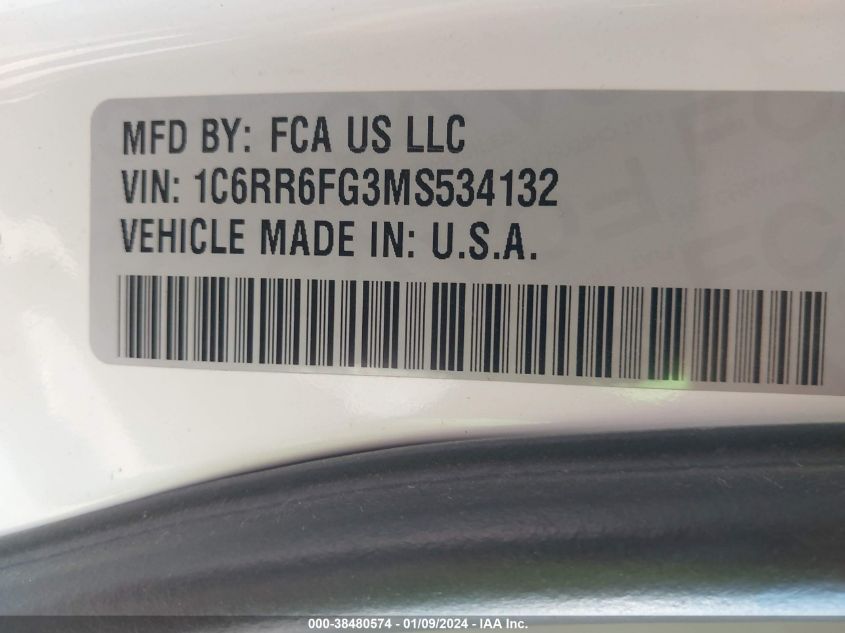 MFD BY: FCA US LLC
VIN: 1C6RR6FG3MS534132
VEHICLE MADE IN: U.S.A.
000-38480574 - 01/09/2024 - IAA Inc.